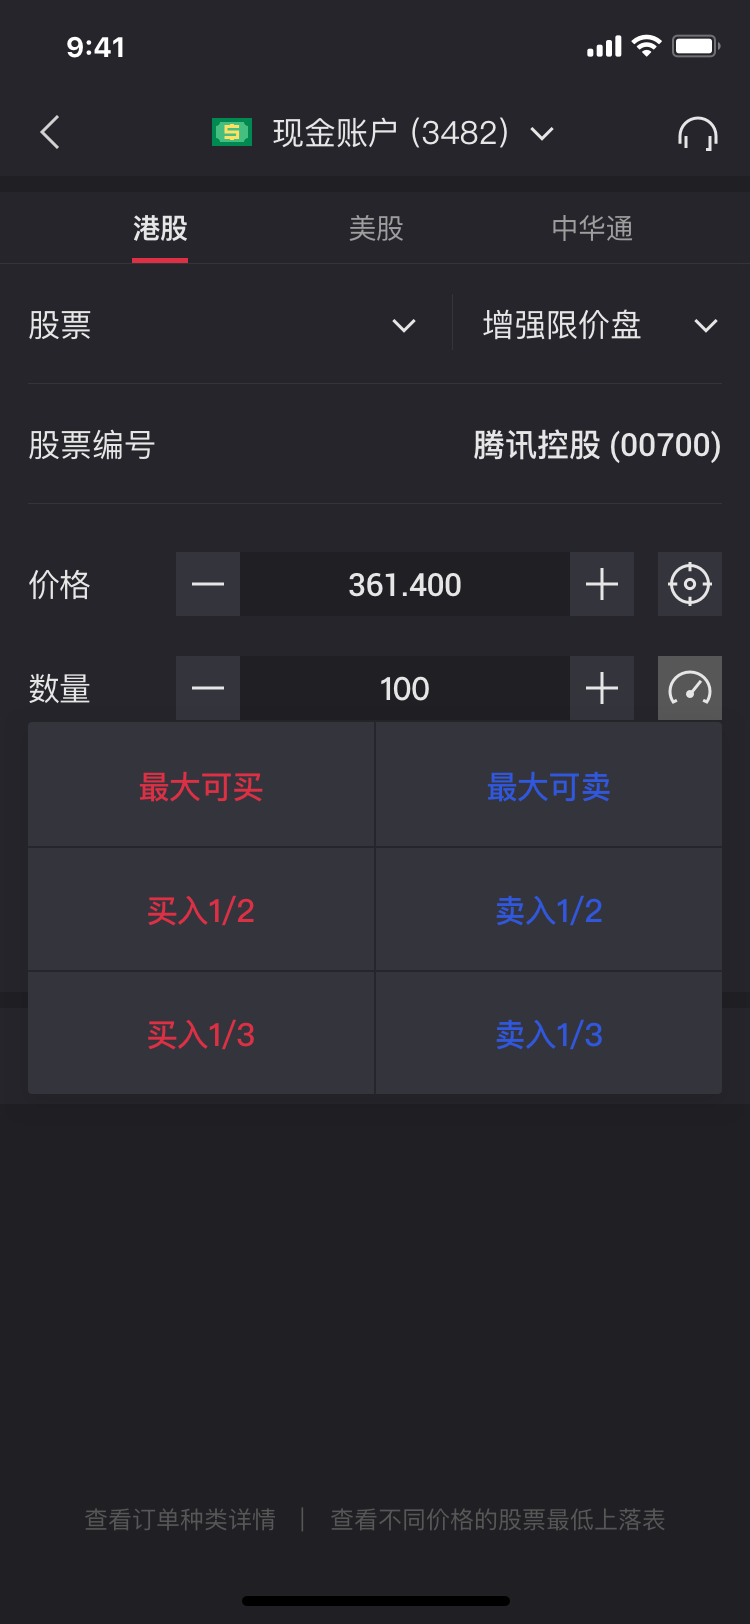 9:41
现金账户 (3482)
港股 美股 中华通
股票 增强限价盘
股票编号 腾讯控股 (00700)
价格 361.400
数量 100
最大可买 最大可卖
买入1/2 卖入1/2
买入1/3 卖入1/3
查看订单种类详情 | 查看不同价格的股票最低上落表